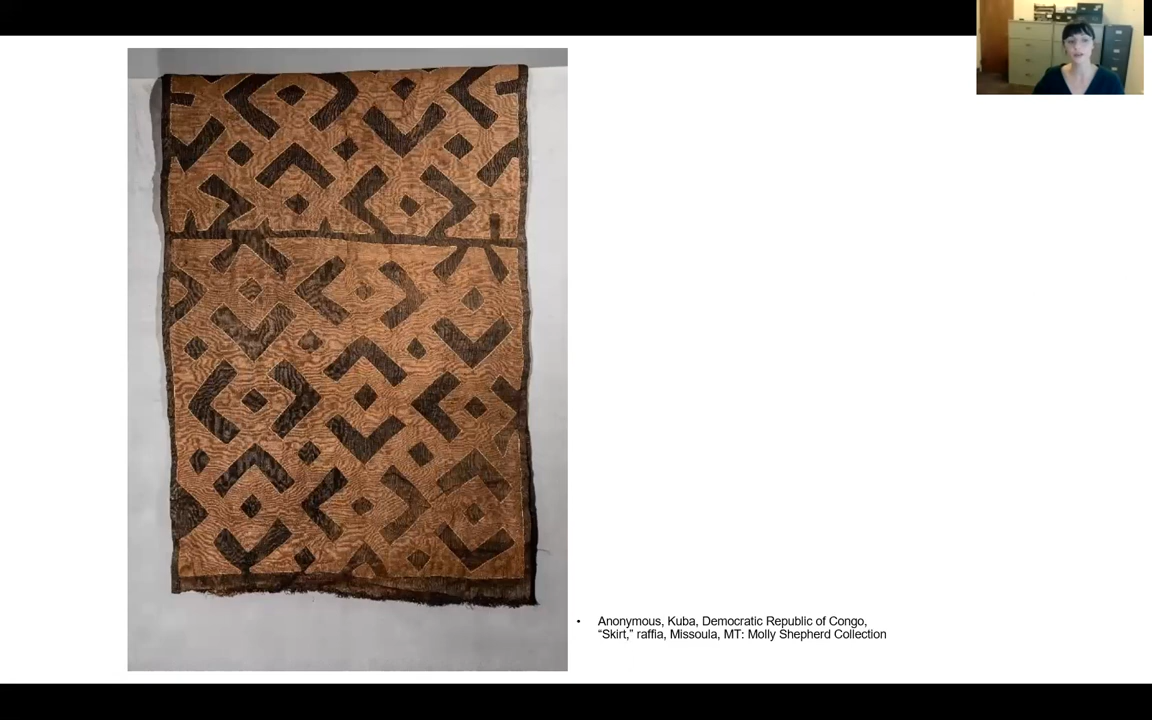 • Anonymous, Kuba, Democratic Republic of Congo,
“Skirt,” raffia, Missoula, MT: Molly Shepherd Collection